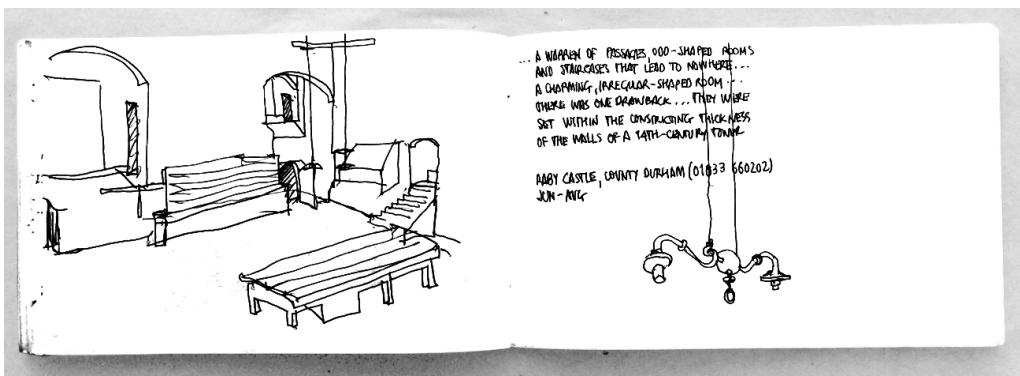 ...A WARREN OF PASSAGES, ODD-SHAPED ROOMS
AND STAIRCASES THAT LEAD TO NOWHERE...
A CHARMING, IRREGULAR-SHAPED ROOM...
THERE WAS ONE DRAWBACK... THEY WERE
SET WITHIN THE CONSTRICTING THICKNESS
OF THE WALLS OF A 14TH-CENTURY TOWER
RABY CASTLE, COUNTY DURHAM (01833 660202)
JUN-AUG